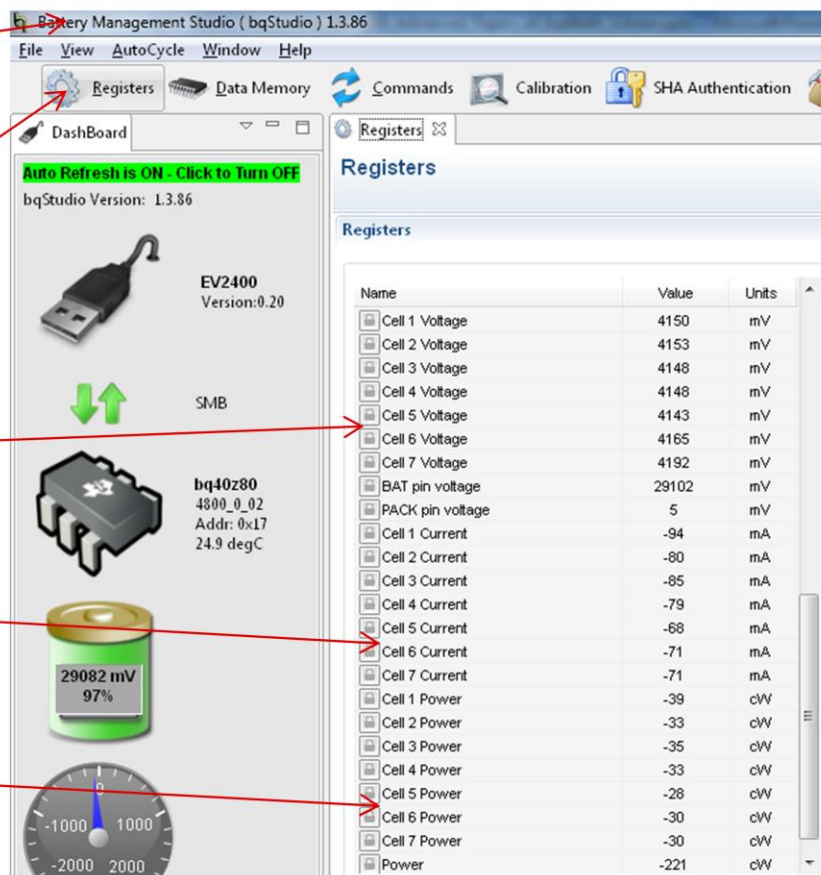 Battery Management Studio ( bqStudio ) 1.3.86
File View AutoCycle Window Help
Registers Data Memory Commands Calibration SHA Authentication
DashBoard
Registers
Auto Refresh is ON - Click to Turn OFF
bqStudio Version: 1.3.86
EV2400
Version:0.20
SMB
bq40z80
4800_0_02
Addr: 0x17
24.9 degC
29082 mV
97%
0
-1000 1000
-2000 2000
Registers
Registers
Name Value Units
Cell 1 Voltage 4150 mV
Cell 2 Voltage 4153 mV
Cell 3 Voltage 4148 mV
Cell 4 Voltage 4148 mV
Cell 5 Voltage 4143 mV
Cell 6 Voltage 4165 mV
Cell 7 Voltage 4192 mV
BAT pin voltage 29102 mV
PACK pin voltage 5 mV
Cell 1 Current -94 mA
Cell 2 Current -80 mA
Cell 3 Current -85 mA
Cell 4 Current -79 mA
Cell 5 Current -68 mA
Cell 6 Current -71 mA
Cell 7 Current -71 mA
Cell 1 Power -39 cW
Cell 2 Power -33 cW
Cell 3 Power -35 cW
Cell 4 Power -33 cW
Cell 5 Power -28 cW
Cell 6 Power -30 cW
Cell 7 Power -30 cW
Power -221 cW